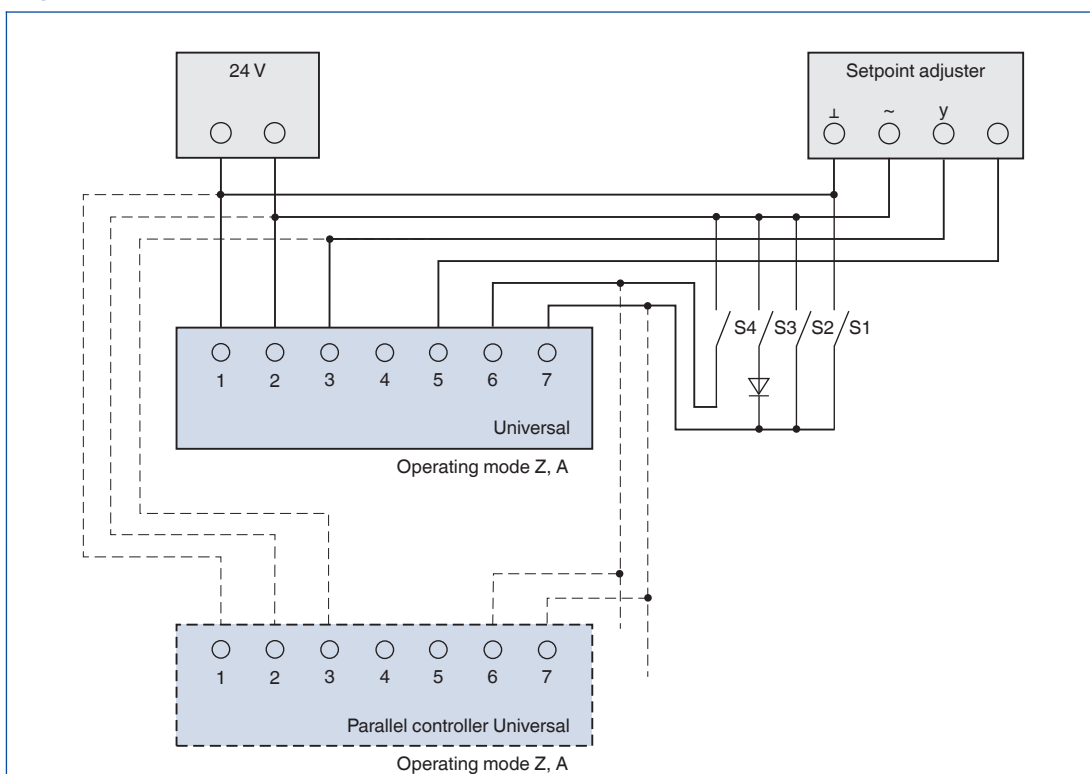 24 V
Setpoint adjuster
⊥ ~ y
S4 S3 S2 S1
1 2 3 4 5 6 7
Universal
Operating mode Z, A
1 2 3 4 5 6 7
Parallel controller Universal
Operating mode Z, A